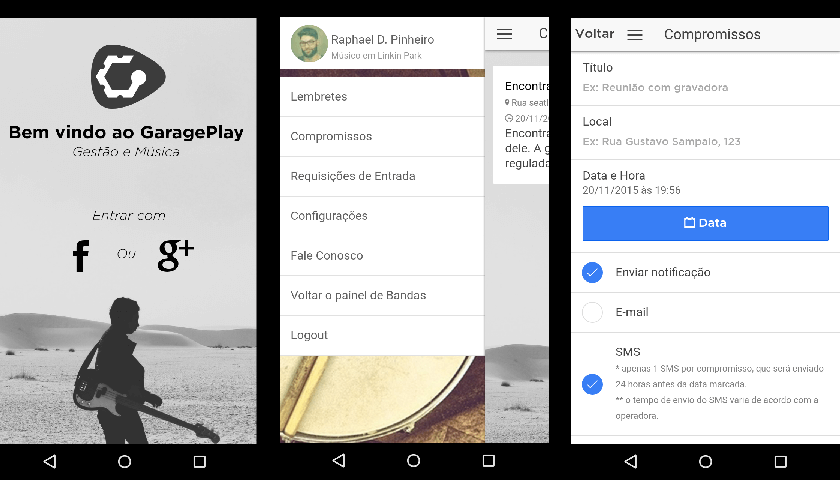 Bem vindo ao GaragePlay
Gestão e Música
Entrar com
f Ou g+
Raphael D. Pinheiro
Músico em Linkin Park
Lembretes
Compromissos
Requisições de Entrada
Configurações
Fale Conosco
Voltar o painel de Bandas
Logout
C
Encontr
Rua seat
20/11/2
Encontra
dele. A g
regulada
Voltar Compromissos
Título
Ex: Reunião com gravadora
Local
Ex: Rua Gustavo Sampaio, 123
Data e Hora
20/11/2015 às 19:56
Data
Enviar notificação
E-mail
SMS
* apenas 1 SMS por compromisso, que será enviado
24 horas antes da data marcada.
** o tempo de envio do SMS varia de acordo com a
operadora.